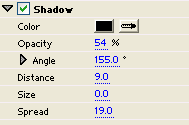 Shadow
Color
Opacity 54 %
Angle 155.0 °
Distance 9.0
Size 0.0
Spread 19.0